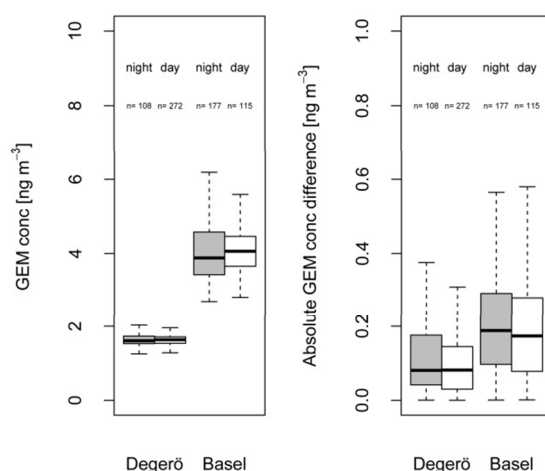 GEM conc [ng m⁻³]
10
8
6
4
2
0
night day night day
n= 108 n= 272 n= 177 n= 115
Degerö Basel
Absolute GEM conc difference [ng m⁻³]
1.0
0.8
0.6
0.4
0.2
0.0
night day night day
n= 108 n= 272 n= 177 n= 115
Degerö Basel